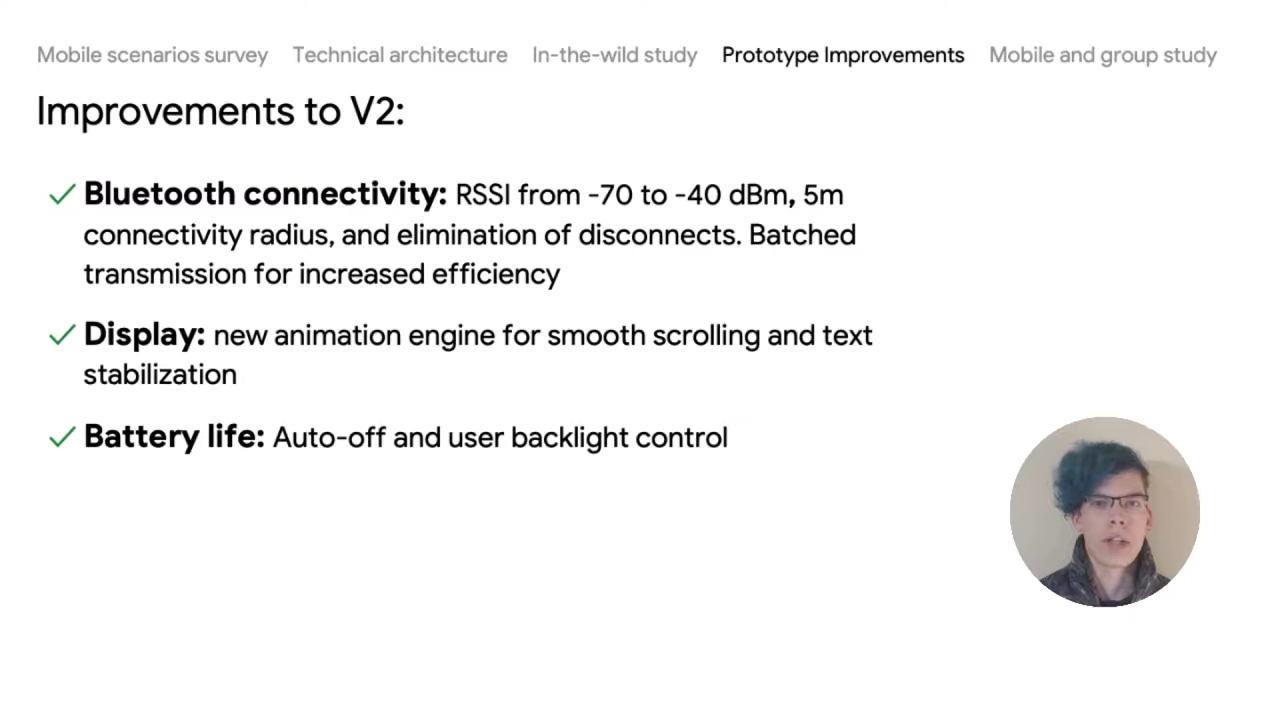 Mobile scenarios survey Technical architecture In-the-wild study Prototype Improvements Mobile and group study
Improvements to V2:
✓ Bluetooth connectivity: RSSI from -70 to -40 dBm, 5m
connectivity radius, and elimination of disconnects. Batched
transmission for increased efficiency
✓ Display: new animation engine for smooth scrolling and text
stabilization
✓ Battery life: Auto-off and user backlight control